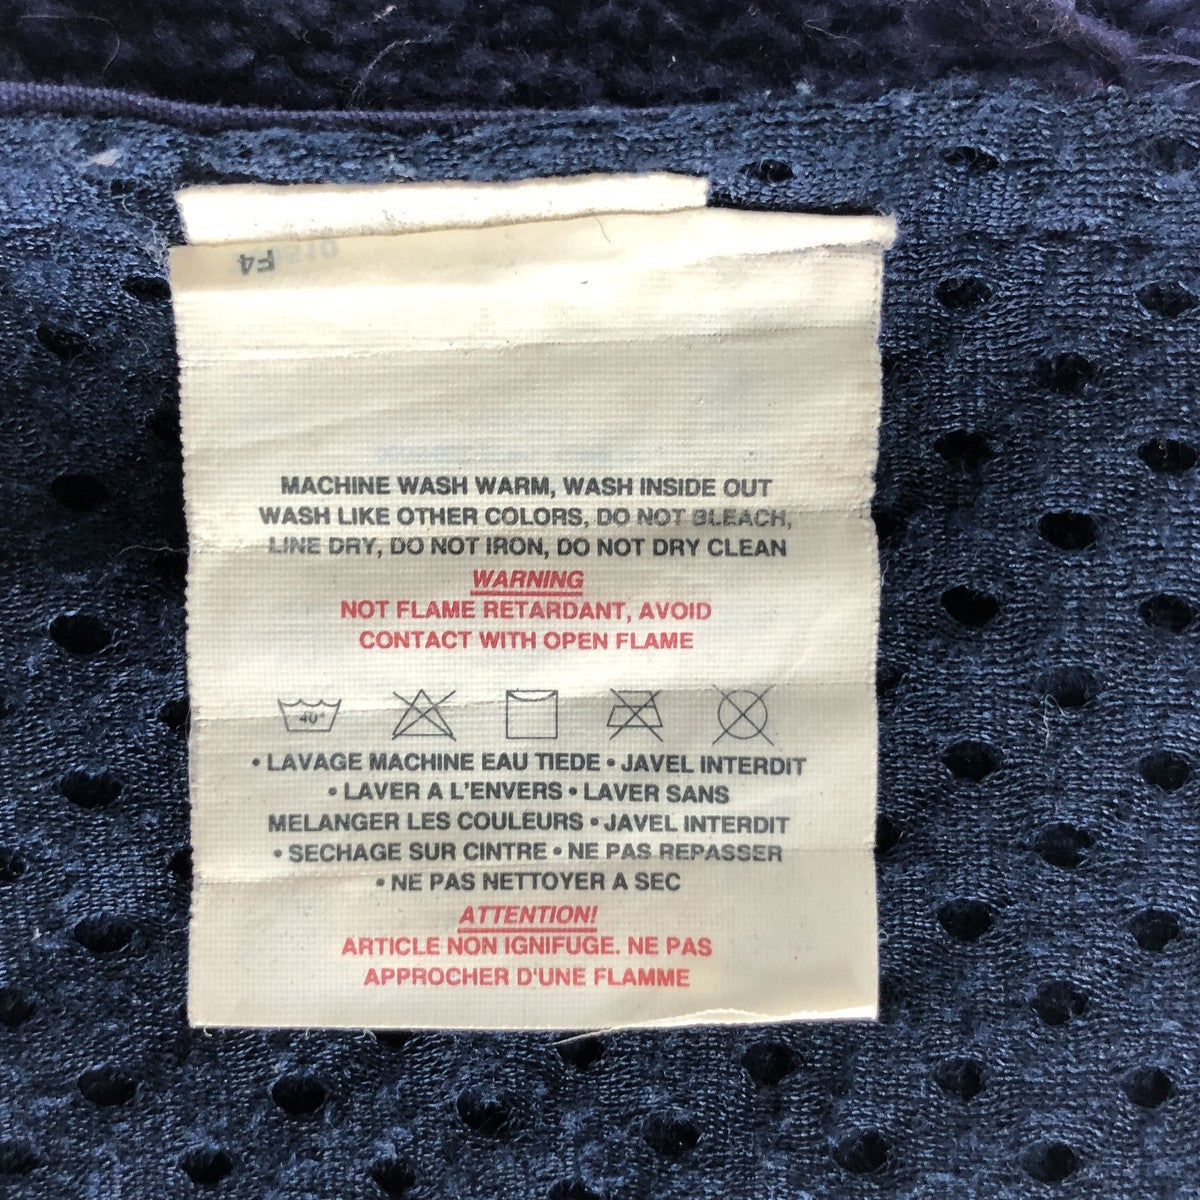 F4
MACHINE WASH WARM, WASH INSIDE OUT
WASH LIKE OTHER COLORS, DO NOT BLEACH,
LINE DRY, DO NOT IRON, DO NOT DRY CLEAN
WARNING
NOT FLAME RETARDANT, AVOID
CONTACT WITH OPEN FLAME
40°
• LAVAGE MACHINE EAU TIEDE • JAVEL INTERDIT
• LAVER A L'ENVERS • LAVER SANS
MELANGER LES COULEURS • JAVEL INTERDIT
• SECHAGE SUR CINTRE • NE PAS REPASSER
• NE PAS NETTOYER A SEC
ATTENTION!
ARTICLE NON IGNIFUGE. NE PAS
APPROCHER D'UNE FLAMME